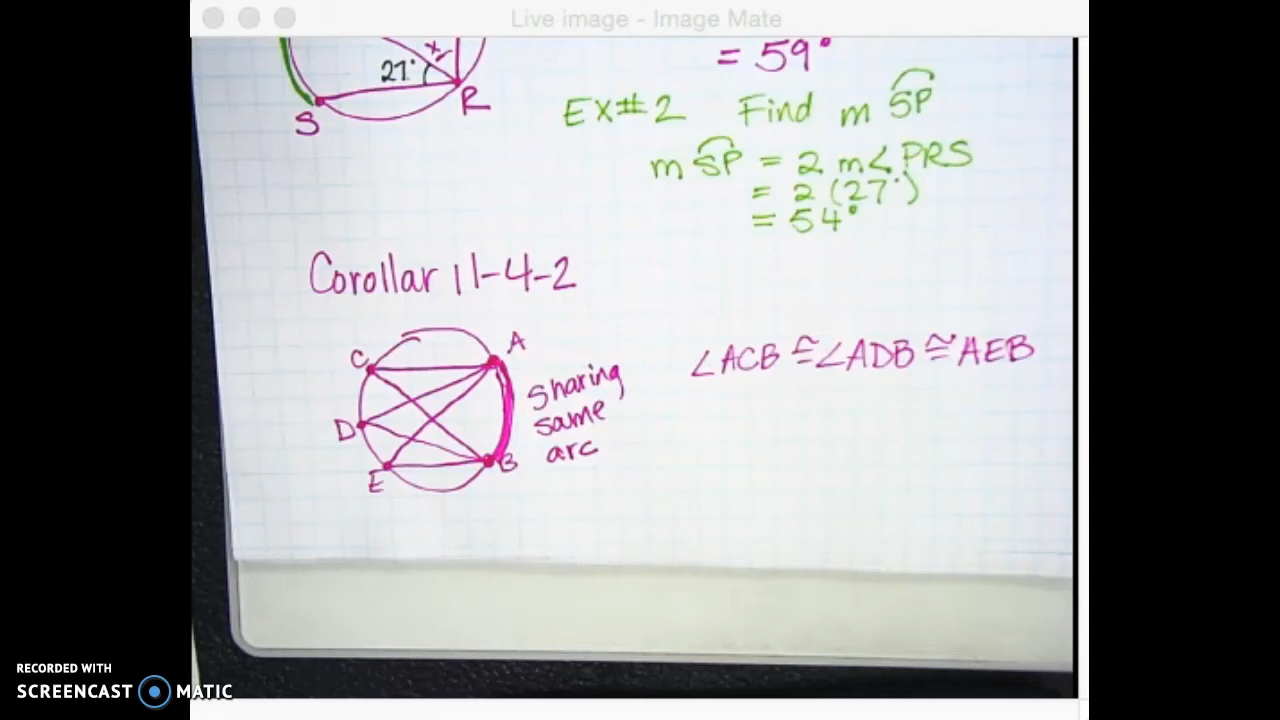 Live image - Image Mate
= 59°
27°
x
R
S
Ex#2 Find m SP
m SP = 2 m∠PRS
= 2 (27°)
= 54°
Corollar 11-4-2
C
A
D
E
B
Sharing
same
arc
∠ACB ≅ ∠ADB ≅ AEB
RECORDED WITH
SCREENCAST MATIC